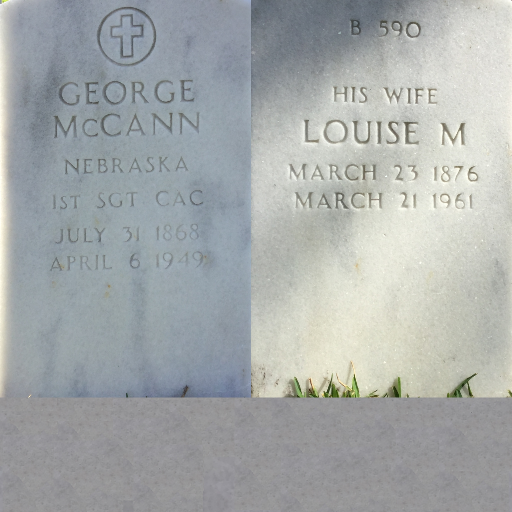 GEORGE
McCANN
NEBRASKA
1ST SGT CAC
JULY 31 1868
APRIL 6 1949
B 590
HIS WIFE
LOUISE M
MARCH 23 1876
MARCH 21 1961